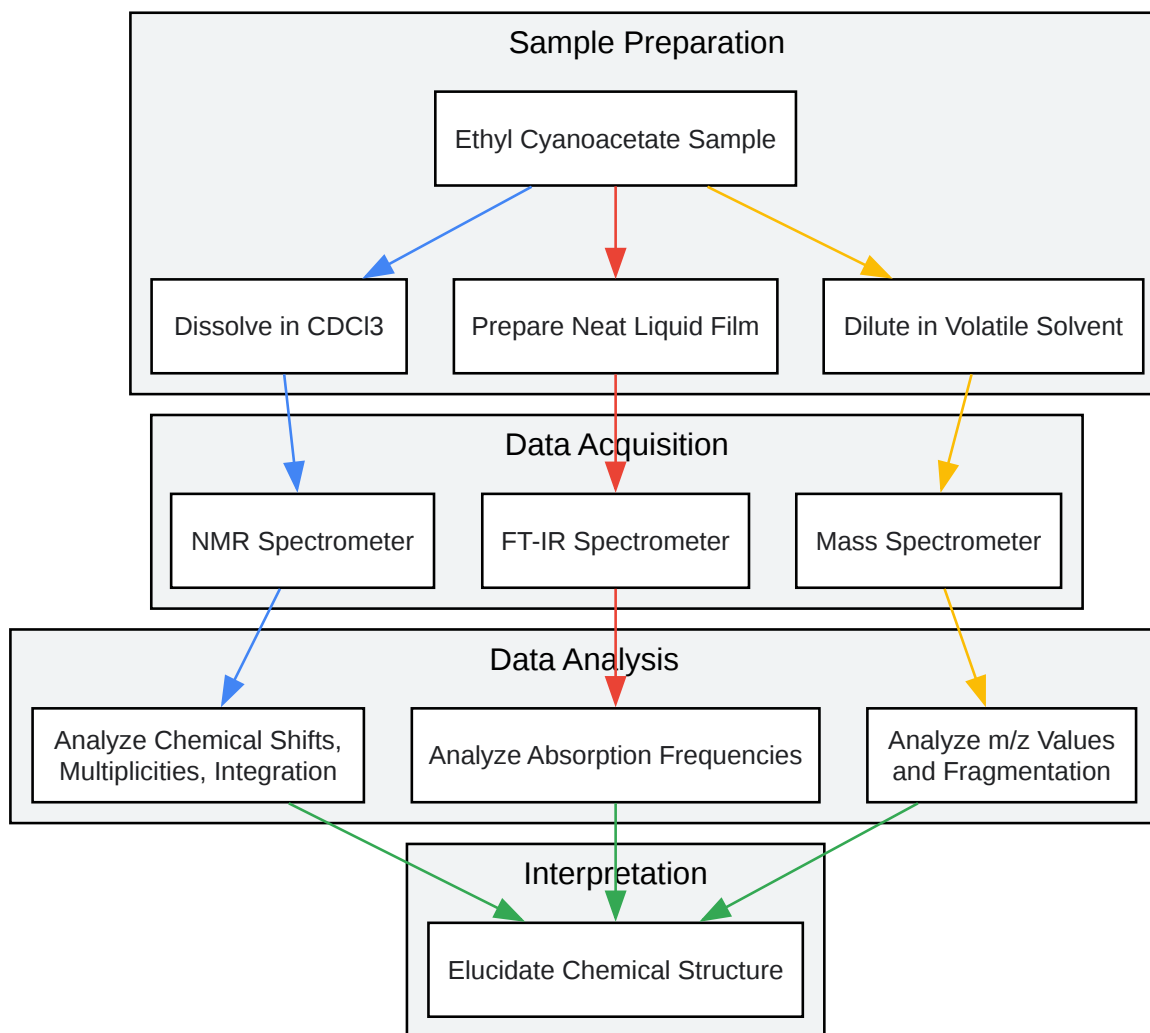 Sample Preparation
Ethyl Cyanoacetate Sample
Dissolve in CDCl3
Prepare Neat Liquid Film
Dilute in Volatile Solvent
Data Acquisition
NMR Spectrometer
FT-IR Spectrometer
Mass Spectrometer
Data Analysis
Analyze Chemical Shifts,
Multiplicities, Integration
Analyze Absorption Frequencies
Analyze m/z Values
and Fragmentation
Interpretation
Elucidate Chemical Structure